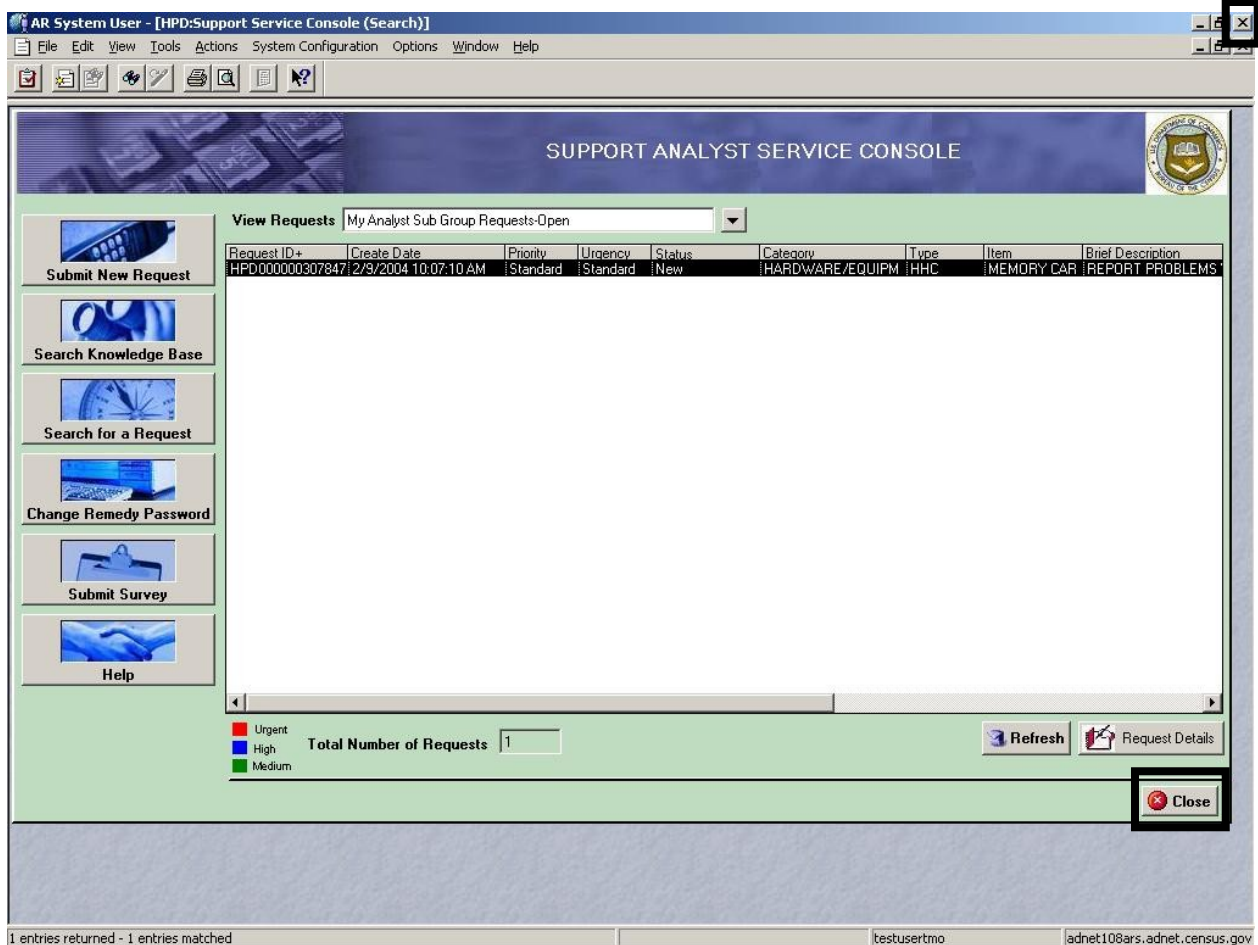 AR System User - [HPD:Support Service Console (Search)]
File Edit View Tools Actions System Configuration Options Window Help
SUPPORT ANALYST SERVICE CONSOLE
View Requests My Analyst Sub Group Requests-Open
Request ID+ Create Date Priority Urgency Status Category Type Item Brief Description
HPD000000307847 2/9/2004 10:07:10 AM Standard Standard New HARDWARE/EQUIPM HHC MEMORY CAR REPORT PROBLEMS
Submit New Request
Search Knowledge Base
Search for a Request
Change Remedy Password
Submit Survey
Help
Urgent
High
Medium
Total Number of Requests 1
Refresh Request Details
Close
1 entries returned - 1 entries matched testusertmo adnet108ars.adnet.census.gov